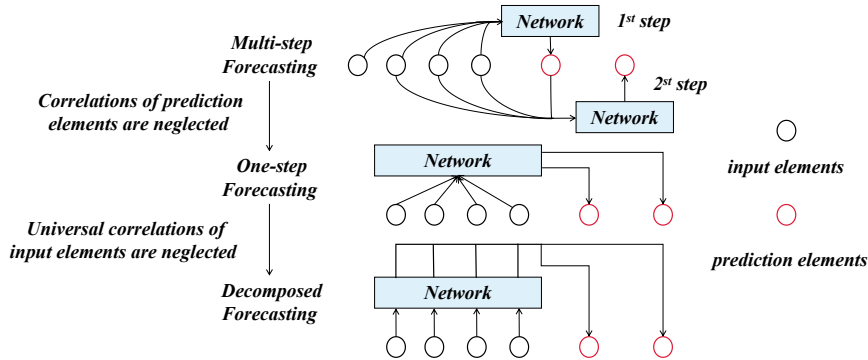 Multi-step
Forecasting
Network
1st step
2st step
Network
Correlations of prediction
elements are neglected
One-step
Forecasting
Network
input elements
Universal correlations of
input elements are neglected
prediction elements
Decomposed
Forecasting
Network